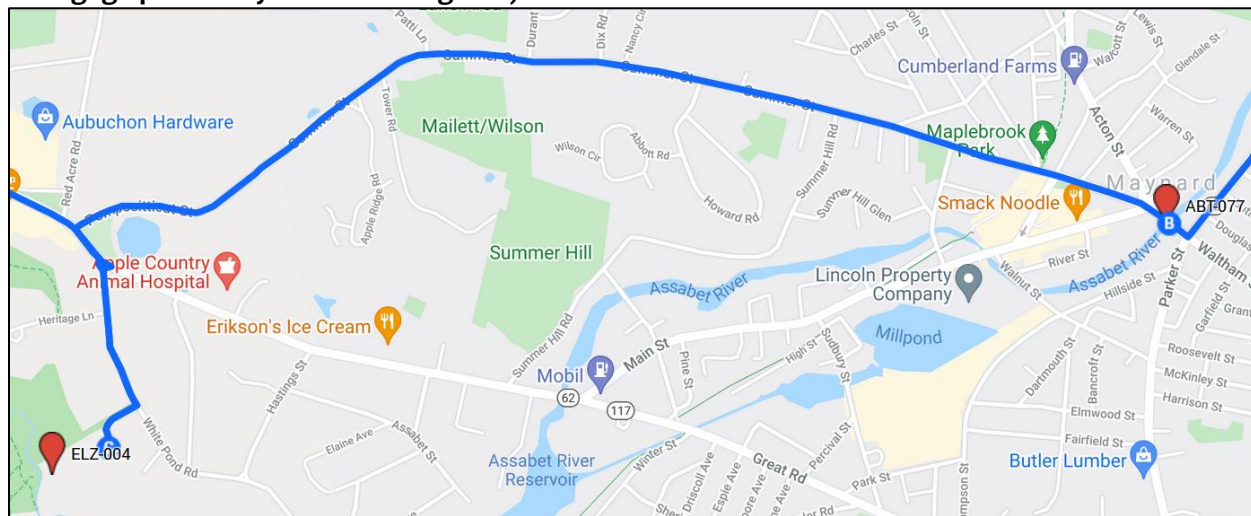 Patti Ln
Durant
Dix Rd
Nancy Cir
Charles St
Lincoln St
Walcott St
Lewis St
Glendale St
Cumberland Farms
Summer St
Summer St
Summer St
Summer St
Tower Rd
Acton St
Warren St
Aubuchon Hardware
Mailett/Wilson
Maplebrook
Park
Red Acre Rd
Wilson Cir
Abbott Rd
Apple Ridge Rd
Howard Rd
Summer Hill Rd
Summer Hill Glen
Maynard
Smack Noodle
ABT-077
B
Pompositticut St
Douglas
Summer Hill
Assabet River
River St
Walnut St
Assabet River
Waltham
Parker St
Hillside St
Garfield St
Apple Country
Animal Hospital
Lincoln Property
Company
Heritage Ln
Erikson's Ice Cream
Millpond
Summer Hill Rd
Main St
High St
Sudbury St
Pine St
Dartmouth St
Bancroft St
Roosevelt St
McKinley St
Harrison St
Hastings St
Mobil
62
117
Elmwood St
Elaine Ave
Assabet St
White Pond Rd
ELZ-004
Assabet River
Reservoir
Winter St
Great Rd
Percival St
Park St
Driscoll Ave
Espie Ave
Fairfield St
Butler Lumber